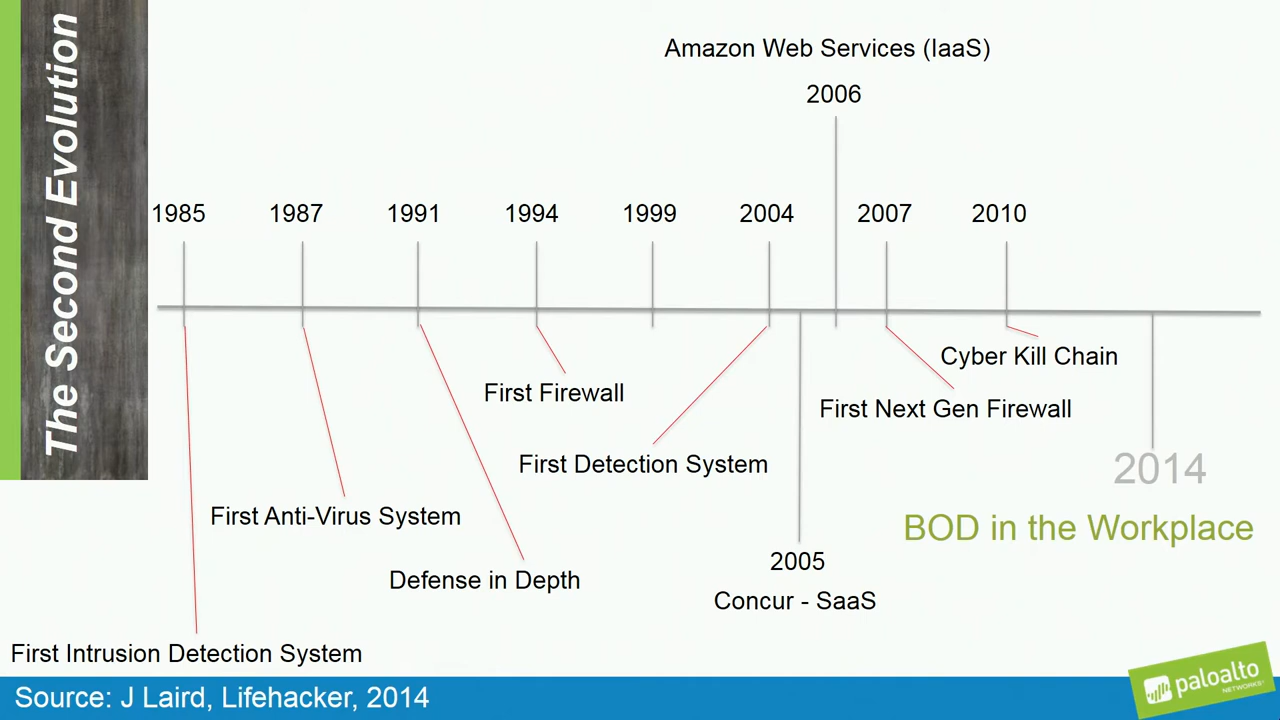 The Second Evolution
Amazon Web Services (IaaS)
2006
1985 1987 1991 1994 1999 2004 2007 2010
Cyber Kill Chain
First Firewall
First Next Gen Firewall
First Detection System
2014
First Anti-Virus System
BOD in the Workplace
2005
Defense in Depth
Concur - SaaS
First Intrusion Detection System
Source: J Laird, Lifehacker, 2014
paloalto
NETWORKS